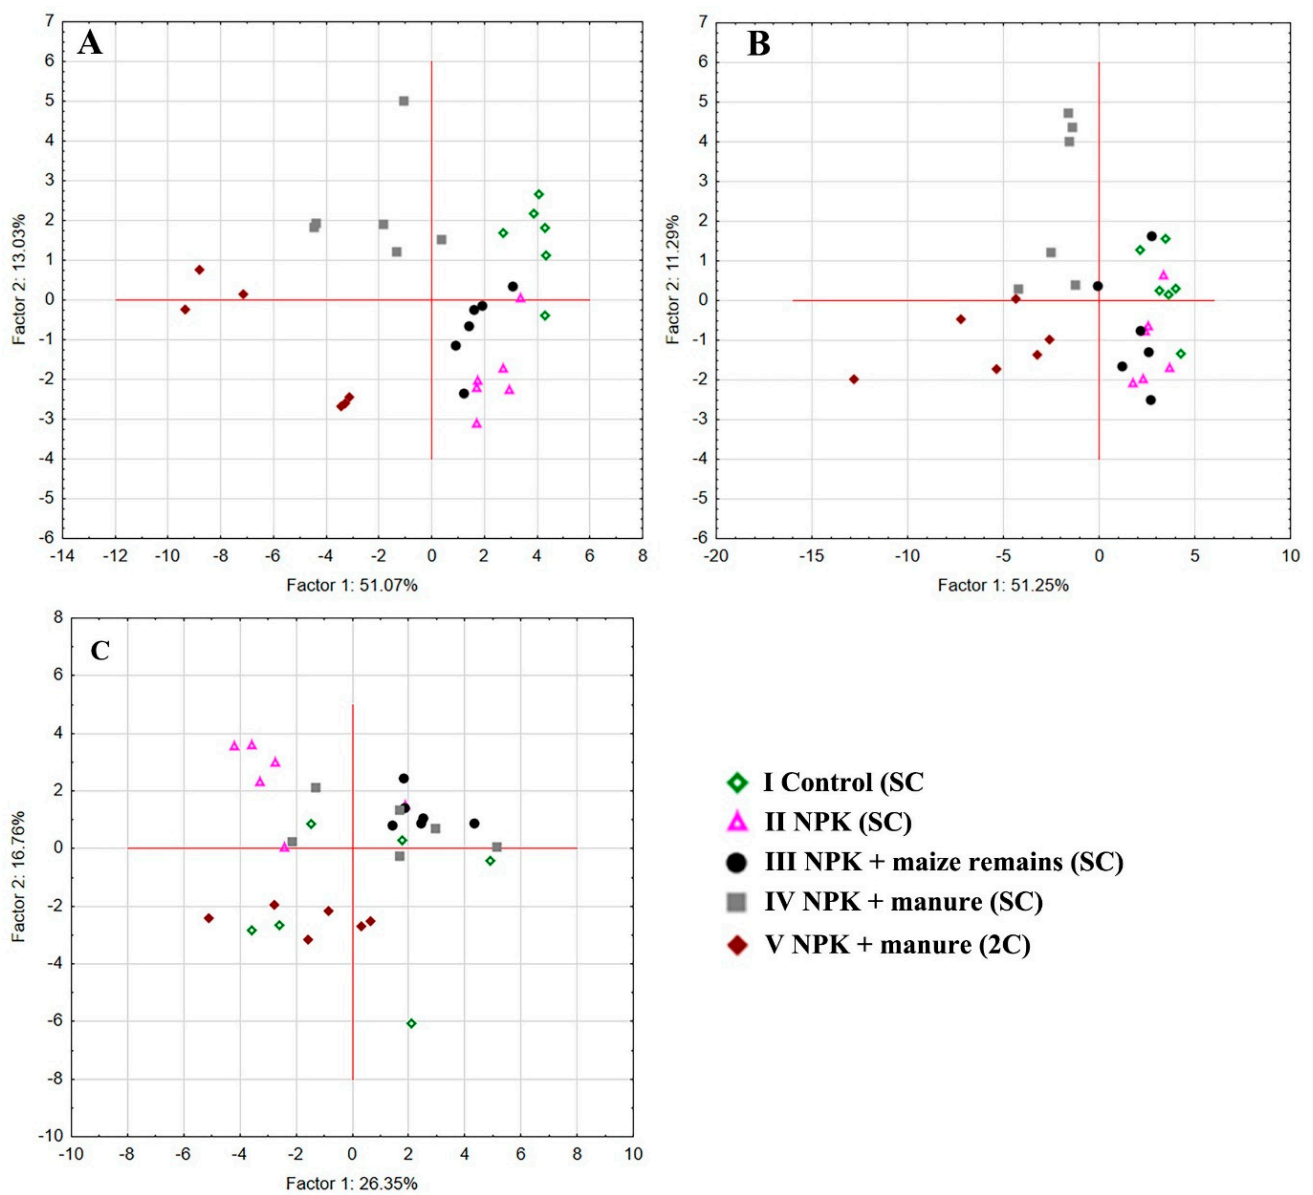 A
7
6
5
4
3
2
1
0
-1
-2
-3
-4
-5
-6
Factor 2: 13.03%
-14 -12 -10 -8 -6 -4 -2 0 2 4 6 8
Factor 1: 51.07%
B
7
6
5
4
3
2
1
0
-1
-2
-3
-4
-5
-6
Factor 2: 11.29%
-20 -15 -10 -5 0 5 10
Factor 1: 51.25%
C
8
6
4
2
0
-2
-4
-6
-8
-10
Factor 2: 16.76%
-10 -8 -6 -4 -2 0 2 4 6 8 10
Factor 1: 26.35%
I Control (SC
II NPK (SC)
III NPK + maize remains (SC)
IV NPK + manure (SC)
V NPK + manure (2C)